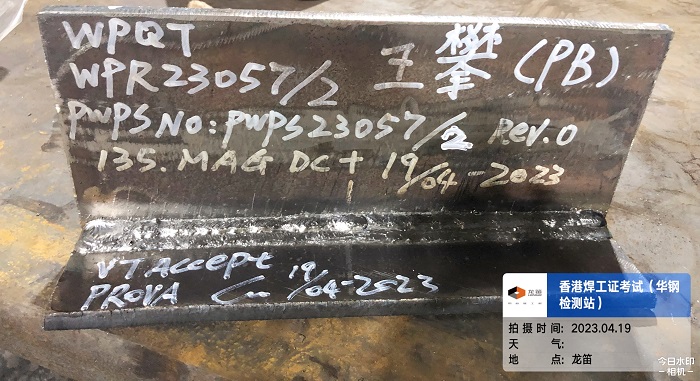 WPQT
WPR23057/2 王攀 (PB)
PWPS NO: PWPS23057/2 Rev.0
135. MAG DC+ 19/04-2023
VT Accept
PROVA 19/04-2023
龙笛
香港焊工证考试（华钢检测站）
拍摄时间: 2023.04.19
天气:
地点: 龙笛
今日水印
-相机-